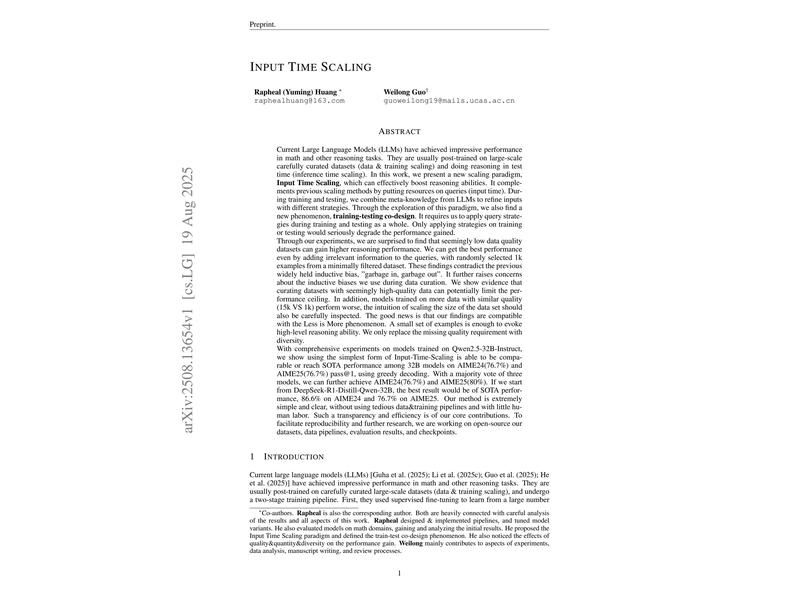 Preprint.
INPUT TIME SCALING
Rapheal (Yuming) Huang *
raphealhuang@163.com
Weilong Guo†
guoweilong19@mails.ucas.ac.cn
ABSTRACT
Current Large Language Models (LLMs) have achieved impressive performance
in math and other reasoning tasks. They are usually post-trained on large-scale
carefully curated datasets (data & training scaling) and doing reasoning in test
time (inference time scaling). In this work, we present a new scaling paradigm,
Input Time Scaling, which can effectively boost reasoning abilities. It comple-
ments previous scaling methods by putting resources on queries (input time). Dur-
ing training and testing, we combine meta-knowledge from LLMs to refine inputs
with different strategies. Through the exploration of this paradigm, we also find a
new phenomenon, training-testing co-design. It requires us to apply query strate-
gies during training and testing as a whole. Only applying strategies on training
or testing would seriously degrade the performance gained.
Through our experiments, we are surprised to find that seemingly low data quality
datasets can gain higher reasoning performance. We can get the best performance
even by adding irrelevant information to the queries, with randomly selected 1k
examples from a minimally filtered dataset. These findings contradict the previous
widely held inductive bias, "garbage in, garbage out". It further raises concerns
about the inductive biases we use during data curation. We show evidence that
curating datasets with seemingly high-quality data can potentially limit the per-
formance ceiling. In addition, models trained on more data with similar quality
(15k VS 1k) perform worse, the intuition of scaling the size of the data set should
also be carefully inspected. The good news is that our findings are compatible
with the Less is More phenomenon. A small set of examples is enough to evoke
high-level reasoning ability. We only replace the missing quality requirement with
diversity.
With comprehensive experiments on models trained on Qwen2.5-32B-Instruct,
we show using the simplest form of Input-Time-Scaling is able to be compa-
rable or reach SOTA performance among 32B models on AIME24(76.7%) and
AIME25(76.7%) pass@1, using greedy decoding. With a majority vote of three
models, we can further achieve AIME24(76.7%) and AIME25(80%). If we start
from DeepSeek-R1-Distill-Qwen-32B, the best result would be of SOTA perfor-
mance, 86.6% on AIME24 and 76.7% on AIME25. Our method is extremely
simple and clear, without using tedious data&training pipelines and with little hu-
man labor. Such a transparency and efficiency is of our core contributions. To
facilitate reproducibility and further research, we are working on open-source our
datasets, data pipelines, evaluation results, and checkpoints.
1 INTRODUCTION
Current large language models (LLMs) [Guha et al. (2025); Li et al. (2025c); Guo et al. (2025); He
et al. (2025)] have achieved impressive performance in math and other reasoning tasks. They are
usually post-trained on carefully curated large-scale datasets (data & training scaling), and undergo
a two-stage training pipeline. First, they used supervised fine-tuning to learn from a large number
*Co-authors. Rapheal is also the corresponding author. Both are heavily connected with careful analysis
of the results and all aspects of this work. Rapheal designed & implemented pipelines, and tuned model
variants. He also evaluated models on math domains, gaining and analyzing the initial results. He proposed the
Input Time Scaling paradigm and defined the train-test co-design phenomenon. He also noticed the effects of
quality&quantity&diversity on the performance gain. Weilong mainly contributes to aspects of experiments,
data analysis, manuscript writing, and review processes.
1
arXiv:2508.13654v1 [cs.LG] 19 Aug 2025